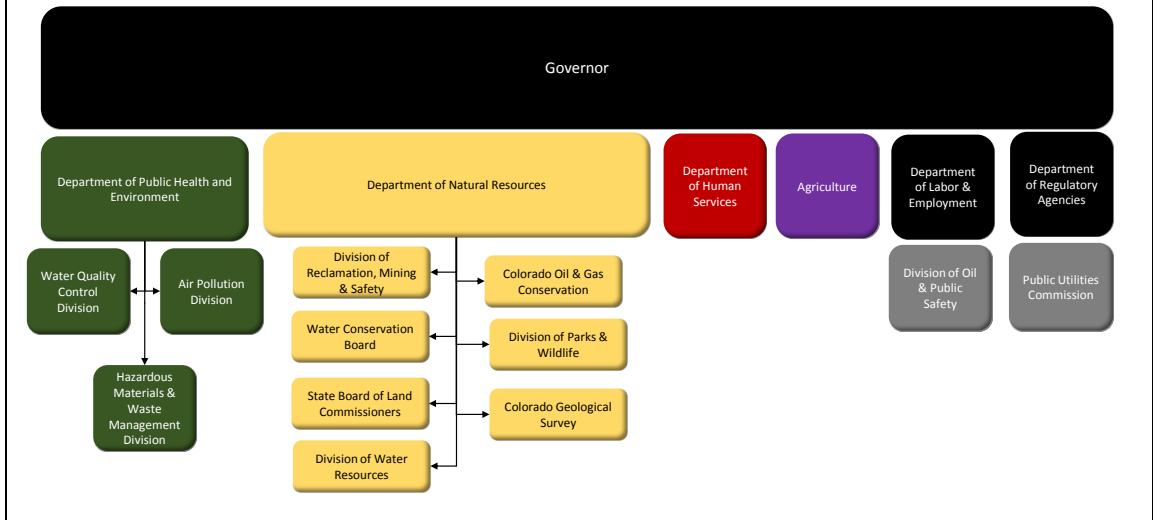 Governor
Department of Public Health and
Environment
Department of Natural Resources
Department
of Human
Services
Agriculture
Department
of Labor &
Employment
Department
of Regulatory
Agencies
Water Quality
Control
Division
Air Pollution
Division
Hazardous
Materials &
Waste
Management
Division
Division of
Reclamation, Mining
& Safety
Colorado Oil & Gas
Conservation
Water Conservation
Board
Division of Parks &
Wildlife
State Board of Land
Commissioners
Colorado Geological
Survey
Division of Water
Resources
Division of Oil
& Public
Safety
Public Utilities
Commission